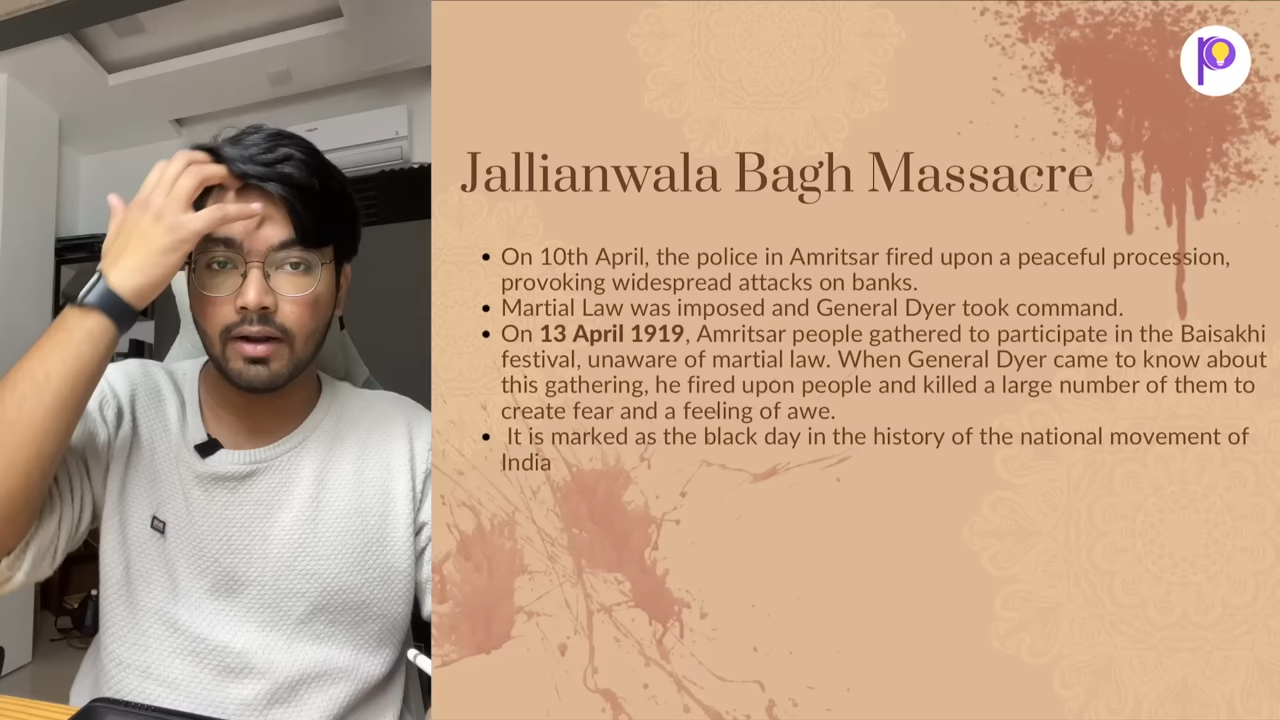 Jallianwala Bagh Massacre
• On 10th April, the police in Amritsar fired upon a peaceful procession,
provoking widespread attacks on banks.
• Martial Law was imposed and General Dyer took command.
• On 13 April 1919, Amritsar people gathered to participate in the Baisakhi
festival, unaware of martial law. When General Dyer came to know about
this gathering, he fired upon people and killed a large number of them to
create fear and a feeling of awe.
• It is marked as the black day in the history of the national movement of
India